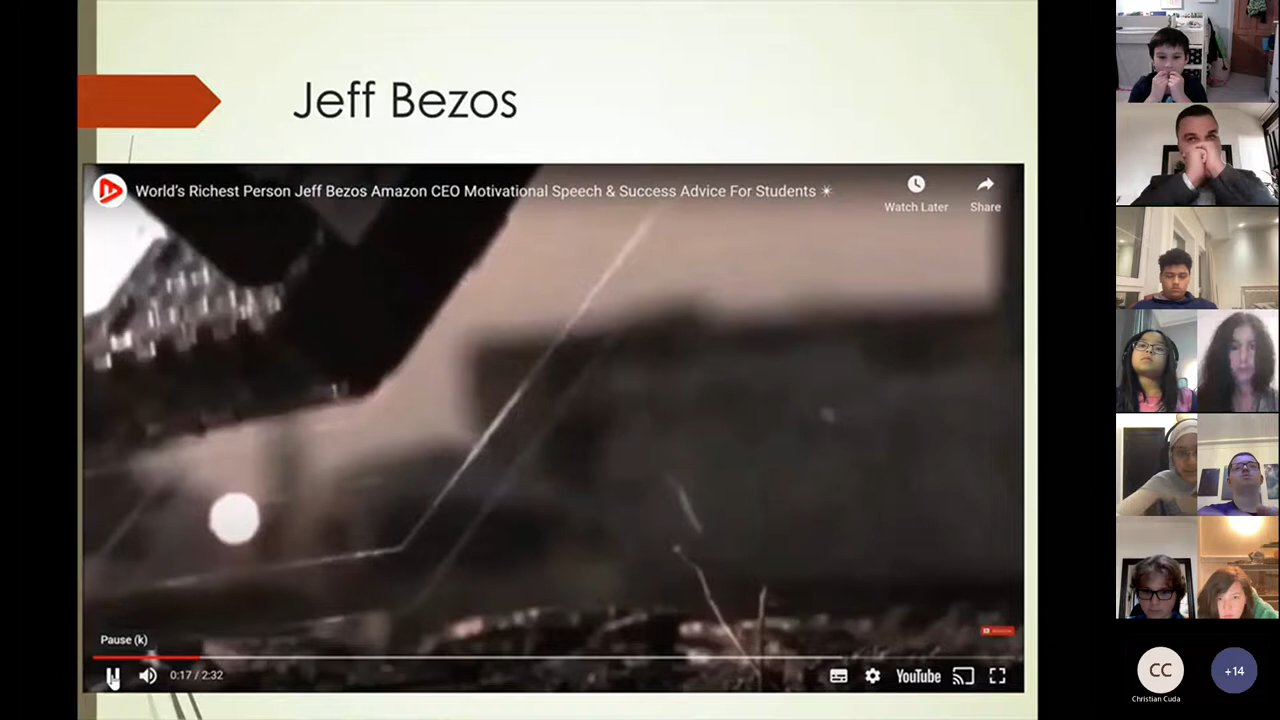 Jeff Bezos
World's Richest Person Jeff Bezos Amazon CEO Motivational Speech & Success Advice For Students ☀
Watch Later
Share
Pause (k)
0:17 / 2:32
YouTube
CC
+14
Christian Cuda